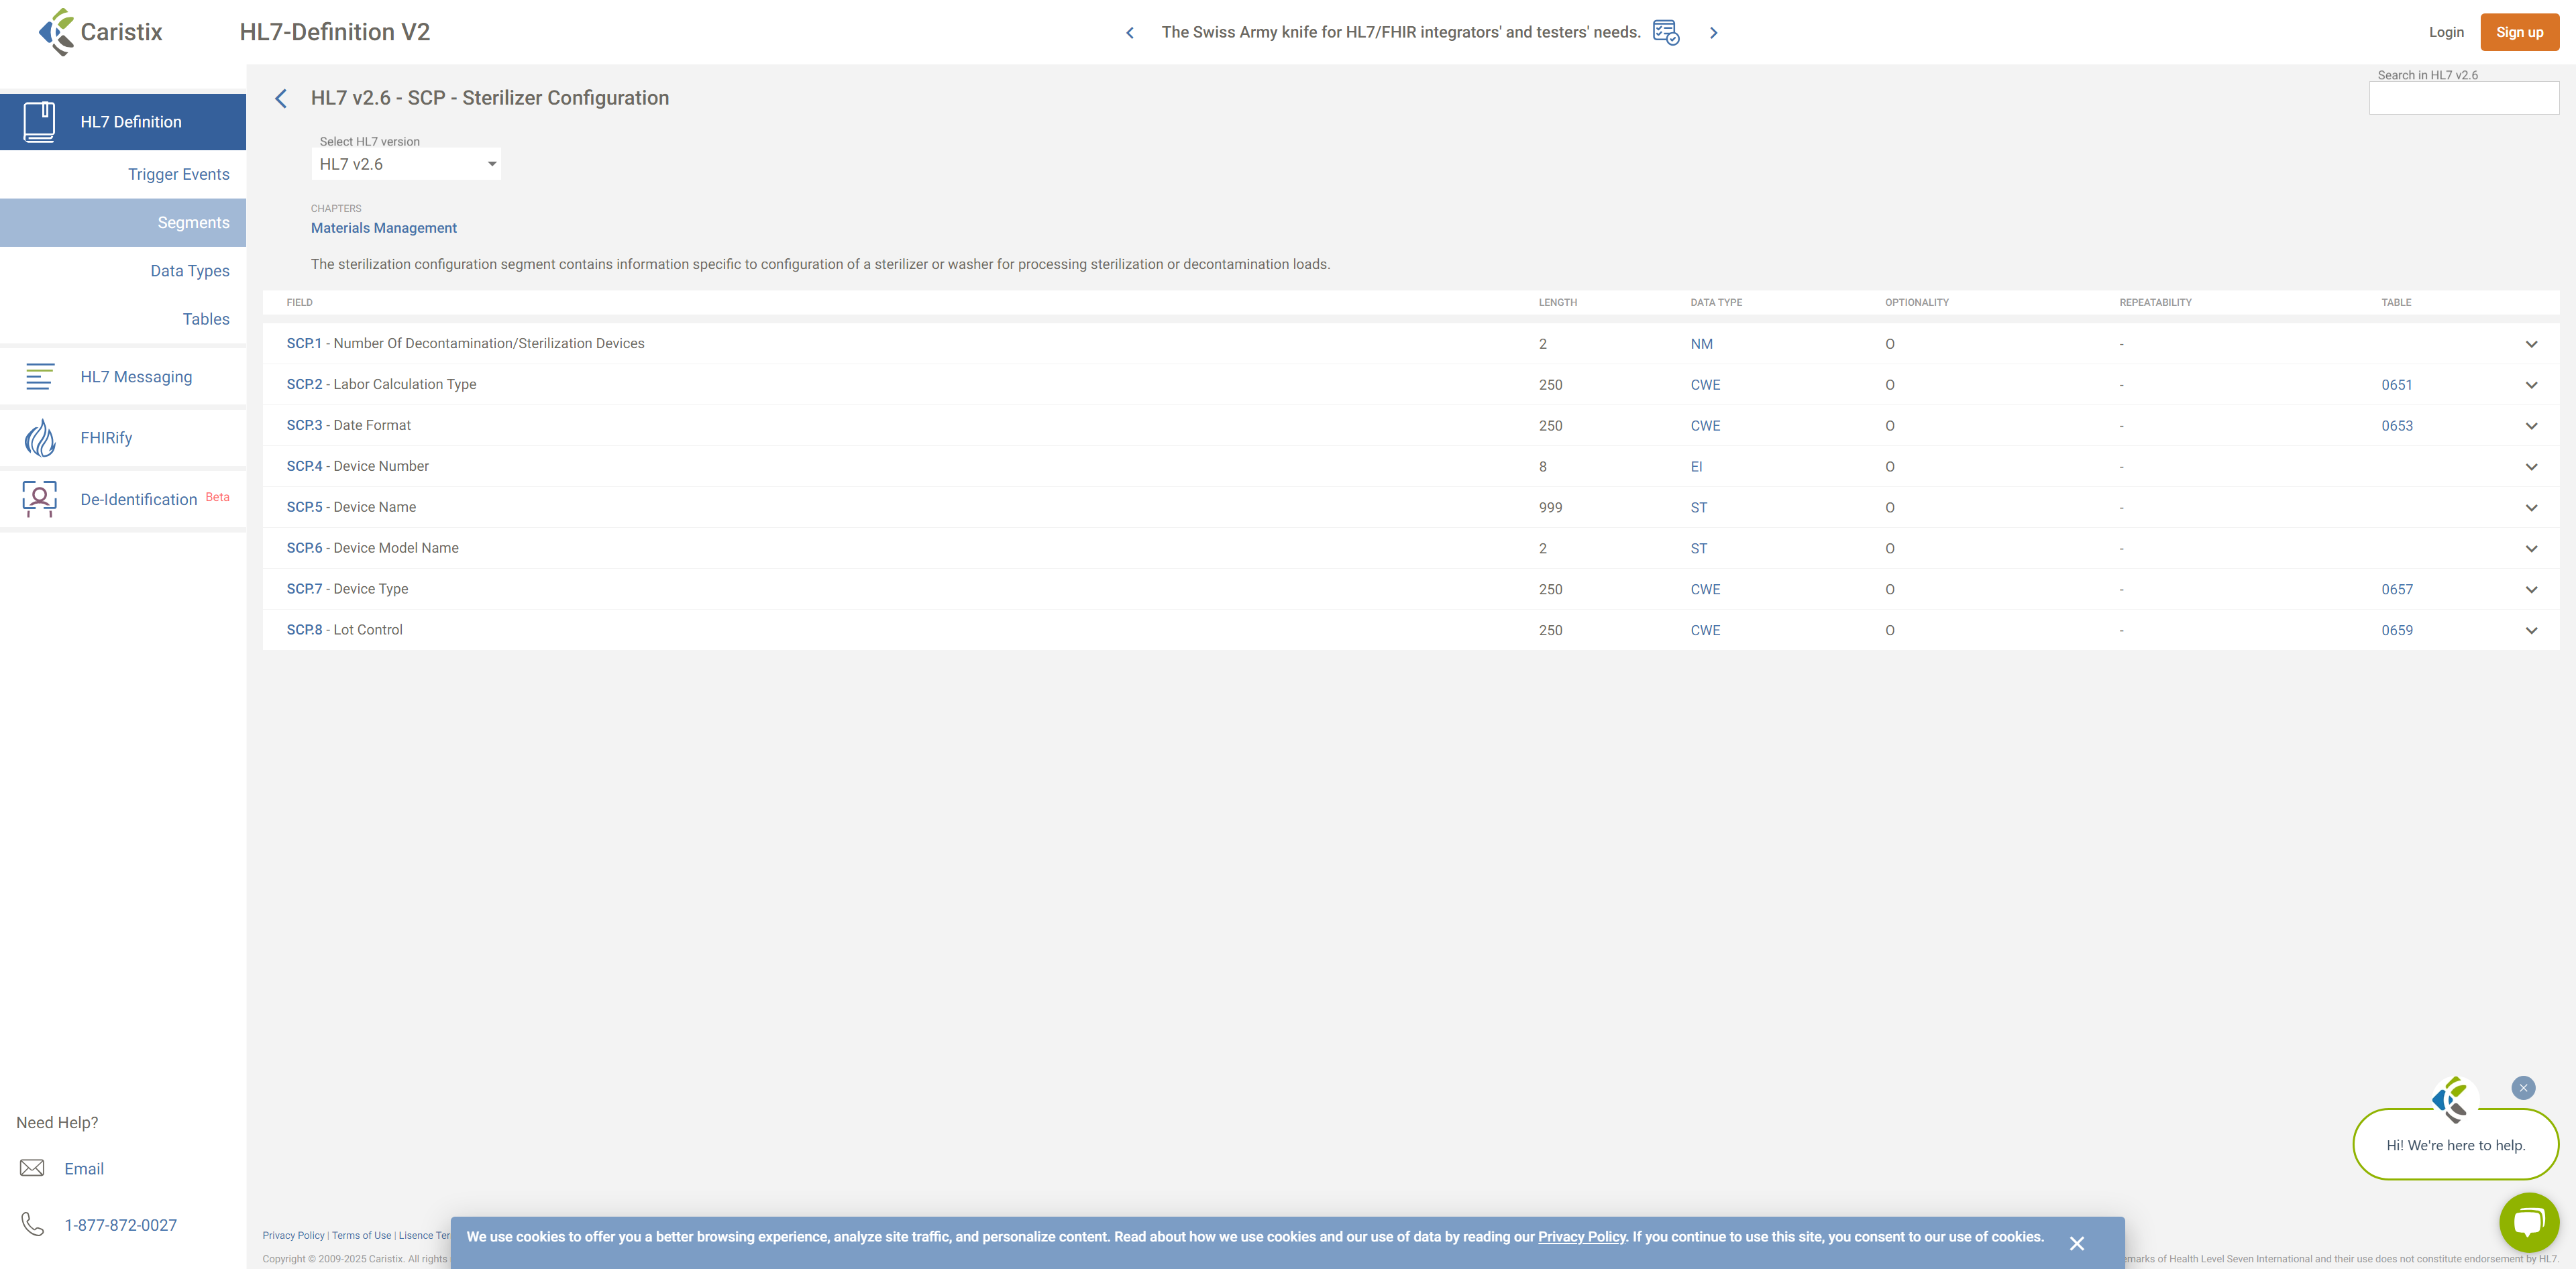 Caristix
HL7-Definition V2
The Swiss Army knife for HL7/FHIR integrators' and testers' needs.
Login
Sign up
HL7 Definition
Trigger Events
Segments
Data Types
Tables
HL7 Messaging
FHIRify
De-Identification Beta
Need Help?
Email
1-877-872-0027
HL7 v2.6 - SCP - Sterilizer Configuration
Search in HL7 v2.6
Select HL7 version
HL7 v2.6
CHAPTERS
Materials Management
The sterilization configuration segment contains information specific to configuration of a sterilizer or washer for processing sterilization or decontamination loads.
FIELD LENGTH DATA TYPE OPTIONALITY REPEATABILITY TABLE
SCP.1 - Number Of Decontamination/Sterilization Devices 2 NM O -
SCP.2 - Labor Calculation Type 250 CWE O - 0651
SCP.3 - Date Format 250 CWE O - 0653
SCP.4 - Device Number 8 EI O -
SCP.5 - Device Name 999 ST O -
SCP.6 - Device Model Name 2 ST O -
SCP.7 - Device Type 250 CWE O - 0657
SCP.8 - Lot Control 250 CWE O - 0659
Hi! We're here to help.
Privacy Policy | Terms of Use | Lisence Ter
We use cookies to offer you a better browsing experience, analyze site traffic, and personalize content. Read about how we use cookies and our use of data by reading our Privacy Policy. If you continue to use this site, you consent to our use of cookies.
Copyright © 2009-2025 Caristix. All rights
emarks of Health Level Seven International and their use does not constitute endorsement by HL7.